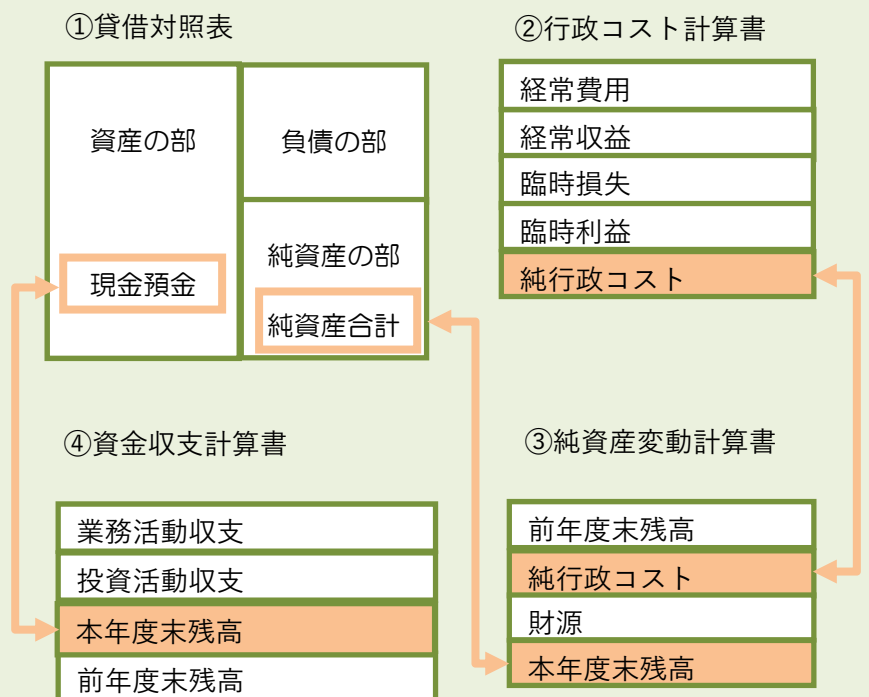 ①貸借対照表
資産の部
現金預金
負債の部
純資産の部
純資産合計
②行政コスト計算書
経常費用
経常収益
臨時損失
臨時利益
純行政コスト
④資金収支計算書
業務活動収支
投資活動収支
本年度末残高
前年度末残高
③純資産変動計算書
前年度末残高
純行政コスト
財源
本年度末残高